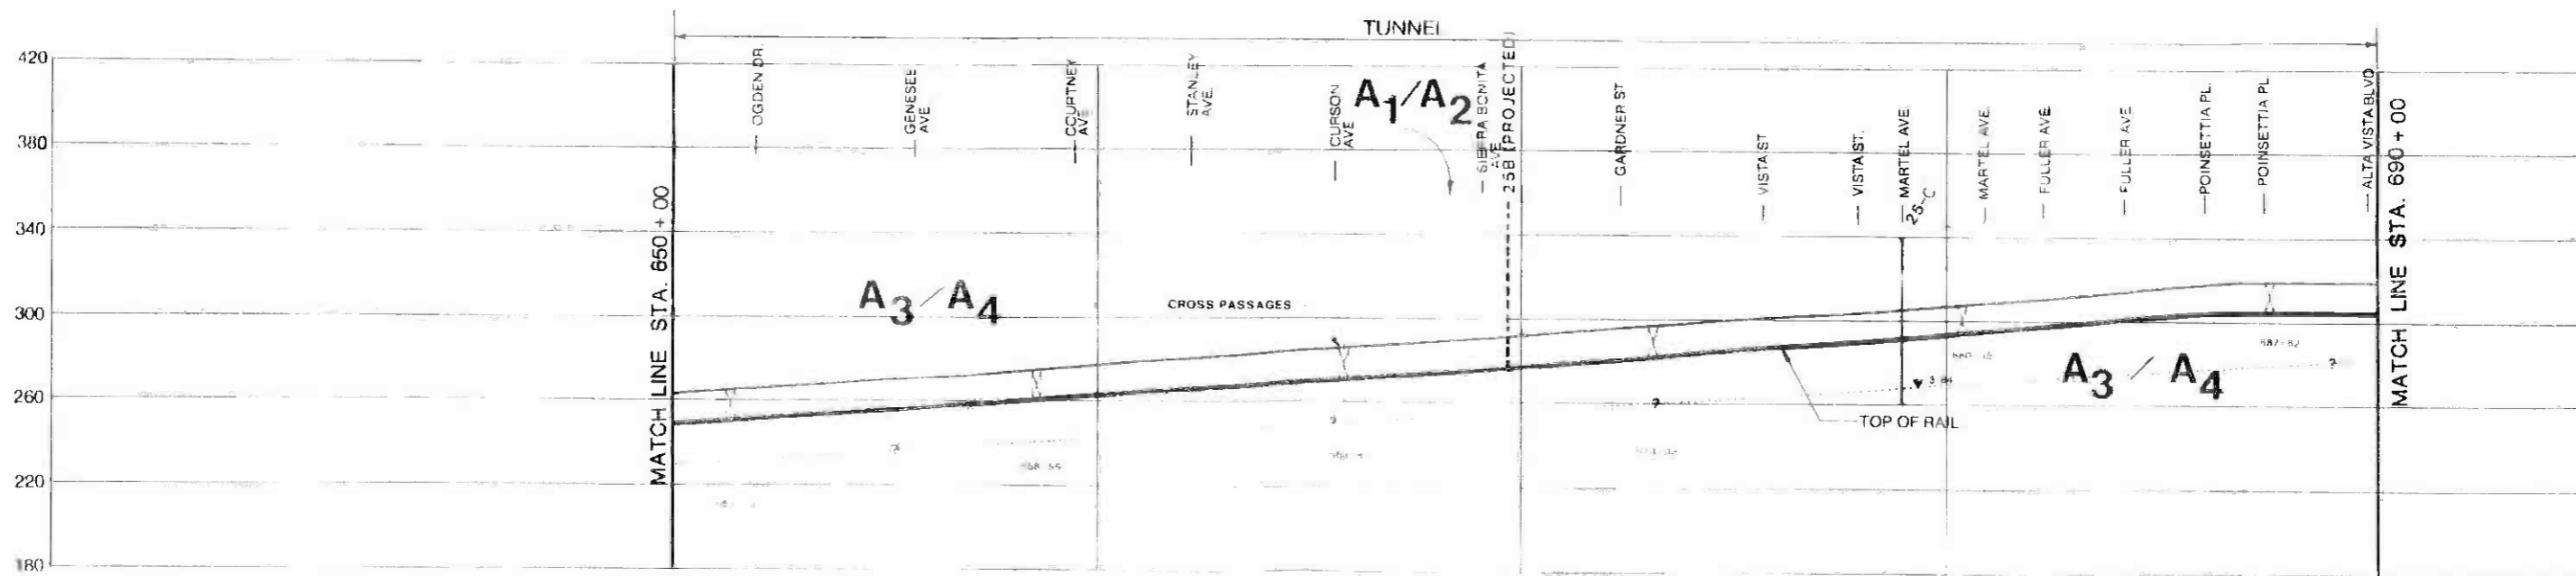 TUNNEL
420
380
340
300
260
220
180
MATCH LINE STA. 650 + 00
OGDEN DR.
GENESEE
AVE
COURTNEY
AVE
STANLEY
AVE.
CURSON
AVE
A1/A2
SIERRA BONITA
AVE
25B (PROJECTED)
GARDNER ST
VISTA ST
VISTA ST.
MARTEL AVE
25-C
MARTEL AVE.
FULLER AVE.
FULLER AVE
POINSETTIA PL.
POINSETTIA PL
ALTA VISTA BLVD
MATCH LINE STA. 690 + 00
A3/A4
CROSS PASSAGES
687+82
?
A3/A4
?
TOP OF RAIL
?
?